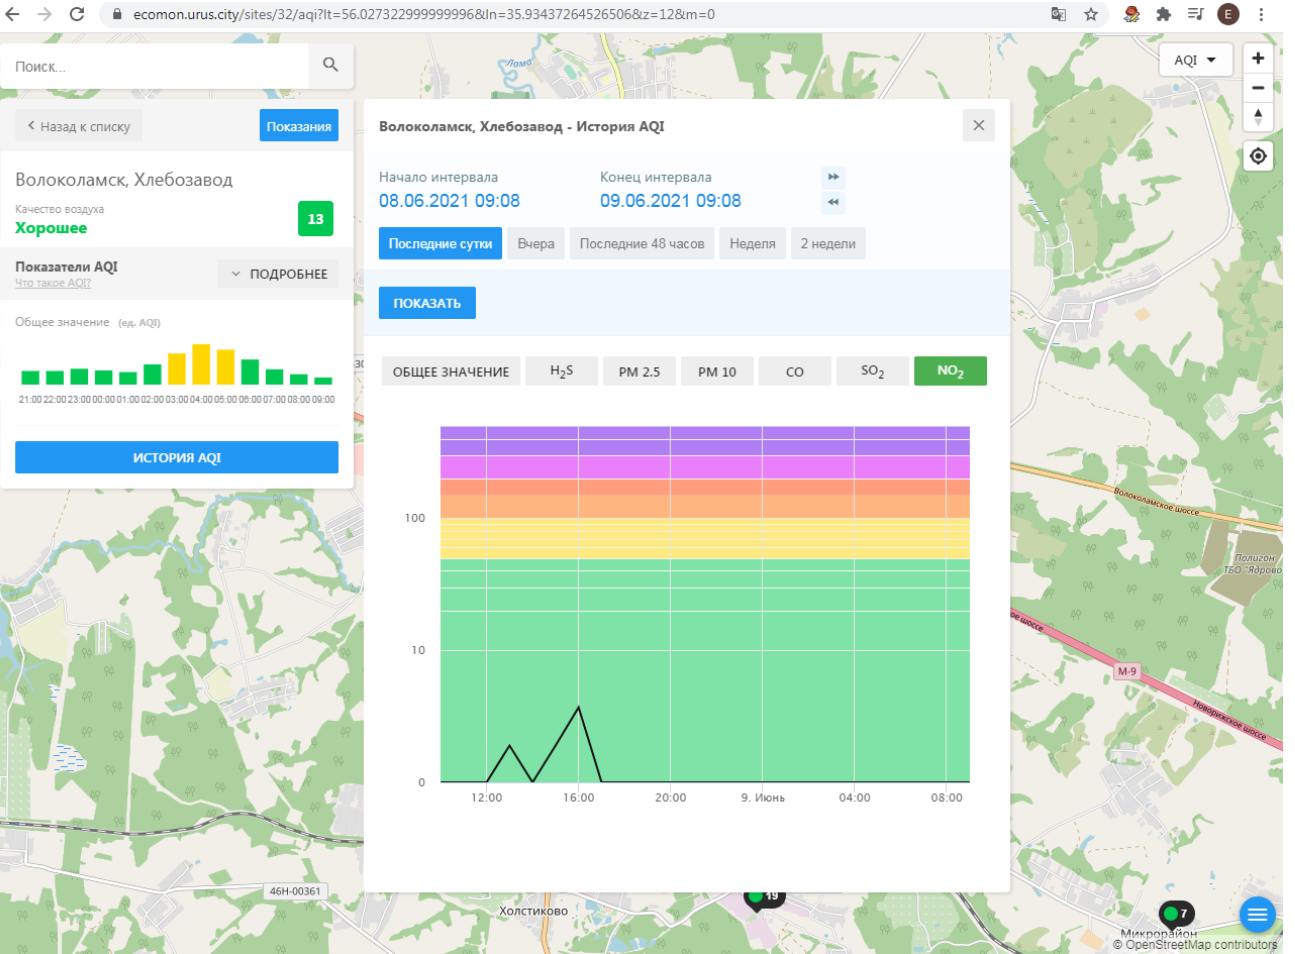 ecomon.urus.city/sites/32/aqi?lt=56.027322999999996&ln=35.93437264526506&z=12&m=0
E
Поиск...
AQI
Лома
Назад к списку
Показания
Волоколамск, Хлебозавод
Качество воздуха
Хорошее
13
Показатели AQI
Что такое AQI?
ПОДРОБНЕЕ
Общее значение (ед. AQI)
21:00 22:00 23:00 00:00 01:00 02:00 03:00 04:00 05:00 06:00 07:00 08:00 09:00
ИСТОРИЯ AQI
Волоколамск, Хлебозавод - История AQI
Начало интервала
Конец интервала
08.06.2021 09:08
09.06.2021 09:08
Последние сутки
Вчера
Последние 48 часов
Неделя
2 недели
ПОКАЗАТЬ
ОБЩЕЕ ЗНАЧЕНИЕ
H2S
PM 2.5
PM 10
CO
SO2
NO2
100
10
0
12:00
16:00
20:00
9. Июнь
04:00
08:00
Волоколамское шоссе
Полигон
ТБО "Ядрово
М-9
Новорижское шоссе
46Н-00361
Холстиково
19
7
Микрорайон
© OpenStreetMap contributors